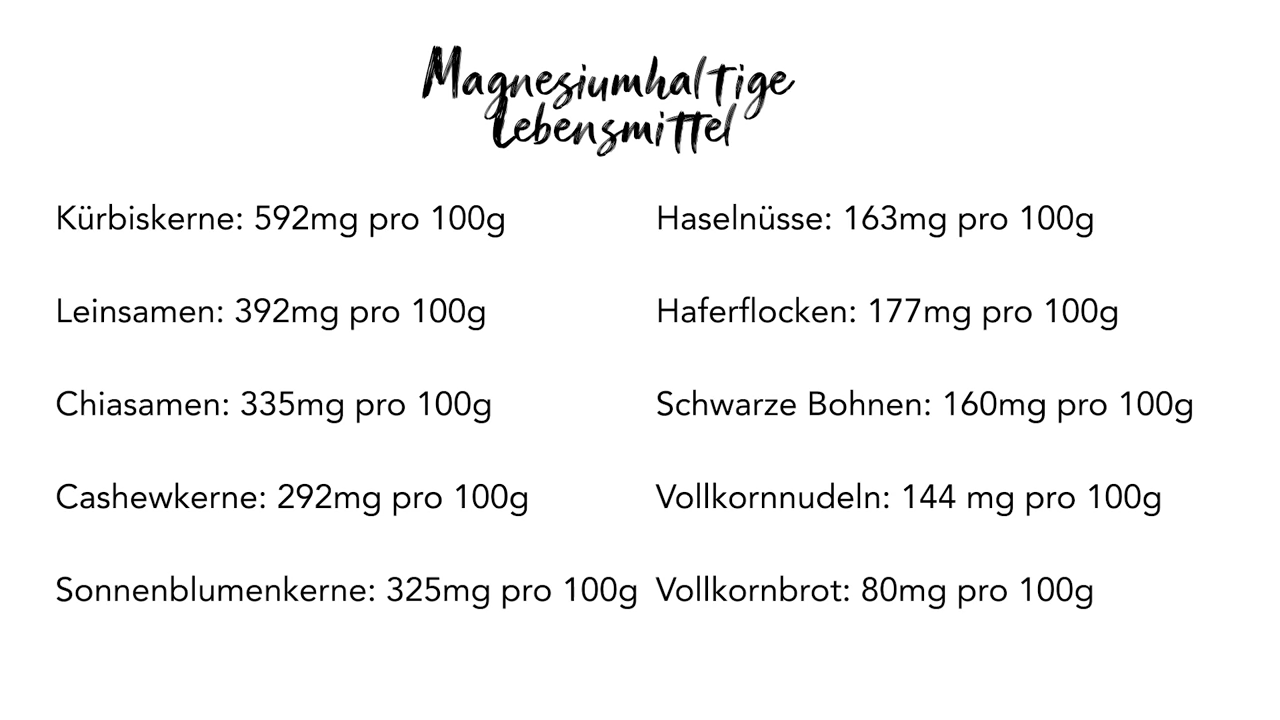 Magnesiumhaltige
Lebensmittel
Kürbiskerne: 592mg pro 100g
Leinsamen: 392mg pro 100g
Chiasamen: 335mg pro 100g
Cashewkerne: 292mg pro 100g
Sonnenblumenkerne: 325mg pro 100g
Haselnüsse: 163mg pro 100g
Haferflocken: 177mg pro 100g
Schwarze Bohnen: 160mg pro 100g
Vollkornnudeln: 144 mg pro 100g
Vollkornbrot: 80mg pro 100g